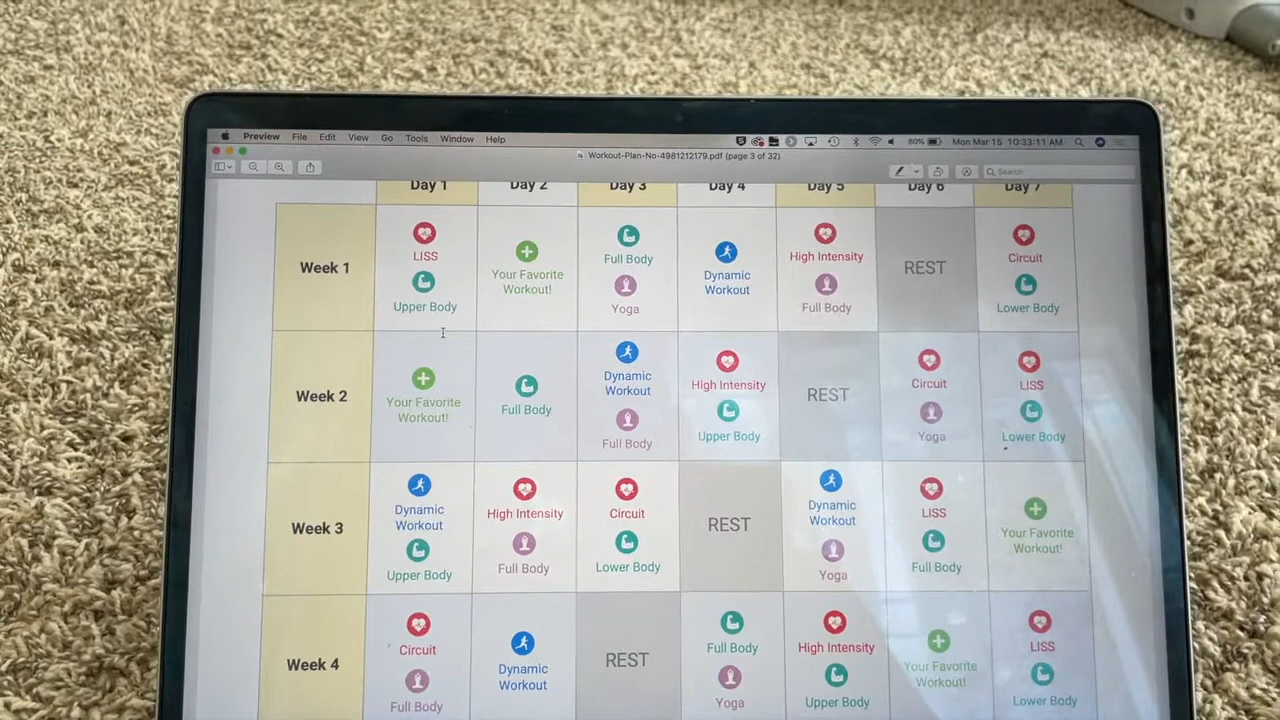 Preview File Edit View Go Tools Window Help 80% Mon Mar 15 10:33:11 AM
Workout-Plan-No-4981212179.pdf (page 3 of 32)
Search
Day 1 Day 2 Day 3 Day 4 Day 5 Day 6 Day 7
Week 1
LISS
Upper Body
Your Favorite
Workout!
Full Body
Yoga
Dynamic
Workout
High Intensity
Full Body
REST
Circuit
Lower Body
Week 2
Your Favorite
Workout!
Full Body
Dynamic
Workout
Full Body
High Intensity
Upper Body
REST
Circuit
Yoga
LISS
Lower Body
Week 3
Dynamic
Workout
Upper Body
High Intensity
Full Body
Circuit
Lower Body
REST
Dynamic
Workout
Yoga
LISS
Full Body
Your Favorite
Workout!
Week 4
Circuit
Full Body
Dynamic
Workout
REST
Full Body
Yoga
High Intensity
Upper Body
Your Favorite
Workout!
LISS
Lower Body